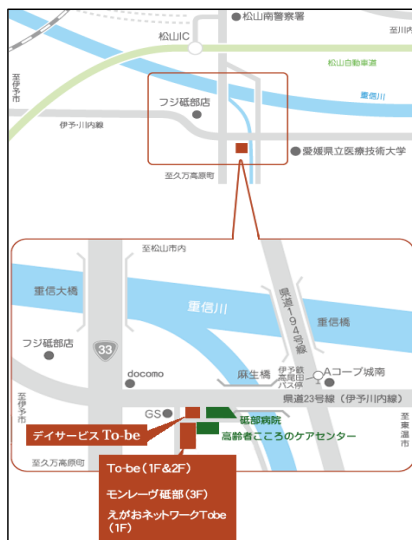 松山南警察署
松山IC
至川内
松山自動車道
至伊予市
重信川
フジ砥部店
伊予・川内線
愛媛県立医療技術大学
至久万高原町
至松山市内
重信大橋
重信川
県道194号線
重信橋
フジ砥部店
33
docomo
麻生橋
伊予鉄
高尾田
バス停
Aコープ城南
県道23号線（伊予川内線）
至伊予市
GS
砥部病院
至東温市
デイサービス To-be
高齢者こころのケアセンター
至久万高原町
To-be（1F&2F）
モンレーヴ砥部（3F）
えがおネットワークTobe
（1F）